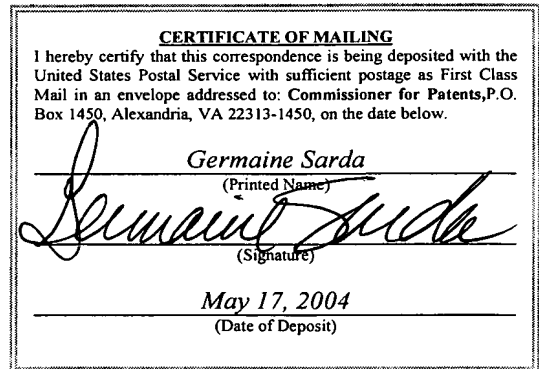 CERTIFICATE OF MAILING
I hereby certify that this correspondence is being deposited with the
United States Postal Service with sufficient postage as First Class
Mail in an envelope addressed to: Commissioner for Patents,P.O.
Box 1450, Alexandria, VA 22313-1450, on the date below.
Germaine Sarda
(Printed Name)
Germaine Sarda
(Signature)
May 17, 2004
(Date of Deposit)